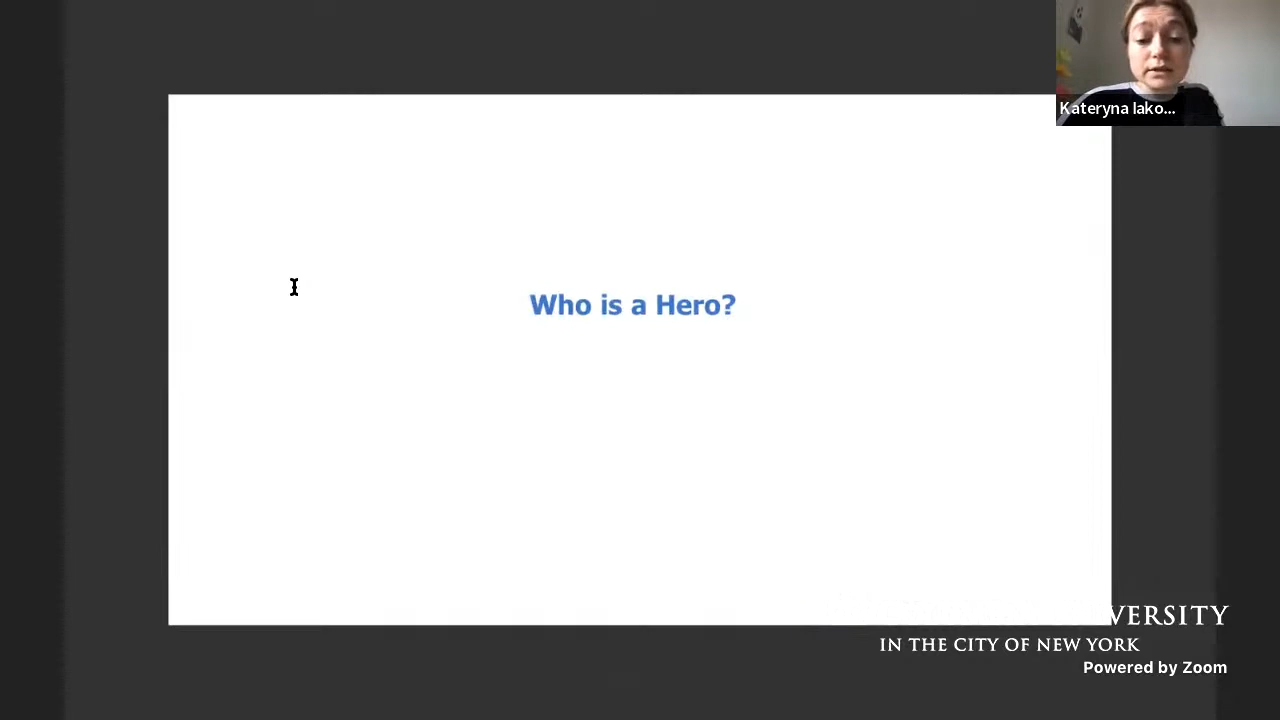 Kateryna Iako...
Who is a Hero?
VERSITY
IN THE CITY OF NEW YORK
Powered by Zoom